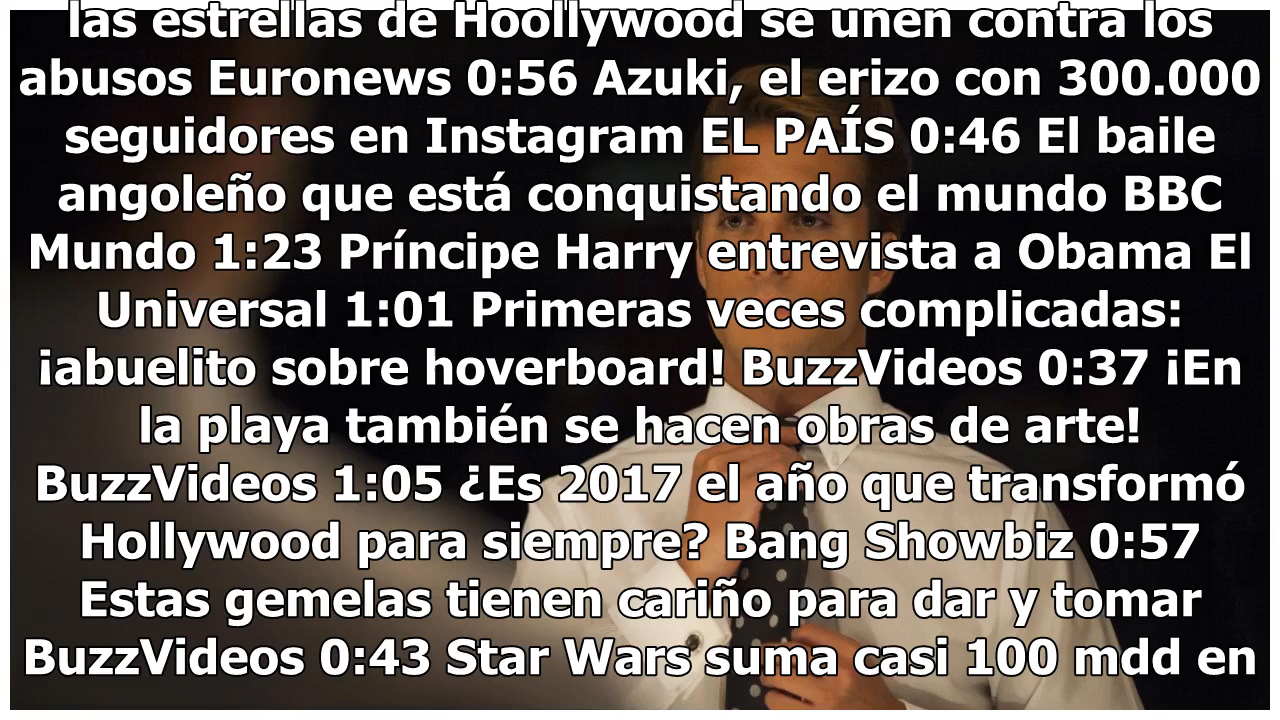 las estrellas de Hoollywood se unen contra los
abusos Euronews 0:56 Azuki, el erizo con 300.000
seguidores en Instagram EL PAÍS 0:46 El baile
angoleño que está conquistando el mundo BBC
Mundo 1:23 Príncipe Harry entrevista a Obama El
Universal 1:01 Primeras veces complicadas:
¡abuelito sobre hoverboard! BuzzVideos 0:37 ¡En
la playa también se hacen obras de arte!
BuzzVideos 1:05 ¿Es 2017 el año que transformó
Hollywood para siempre? Bang Showbiz 0:57
Estas gemelas tienen cariño para dar y tomar
BuzzVideos 0:43 Star Wars suma casi 100 mdd en